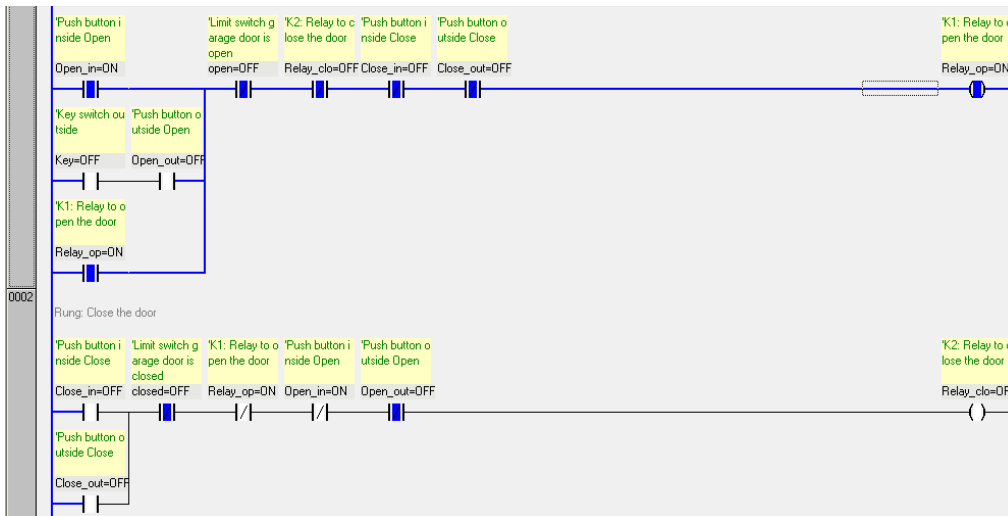 'Push button i
nside Open
Open_in=ON
'Limit switch g
arage door is
open
open=OFF
'K2: Relay to c
lose the door
Relay_clo=OFF
'Push button i
nside Close
Close_in=OFF
'Push button o
utside Close
Close_out=OFF
'K1: Relay to
pen the door
Relay_op=ON
'Key switch ou
tside
Key=OFF
'Push button o
utside Open
Open_out=OFF
'K1: Relay to o
pen the door
Relay_op=ON
0002
Rung: Close the door
'Push button i
nside Close
Close_in=OFF
'Limit switch g
arage door is
closed
closed=OFF
'K1: Relay to o
pen the door
Relay_op=ON
'Push button i
nside Open
Open_in=ON
'Push button o
utside Open
Open_out=OFF
'K2: Relay to
lose the door
Relay_clo=OF
'Push button o
utside Close
Close_out=OFF